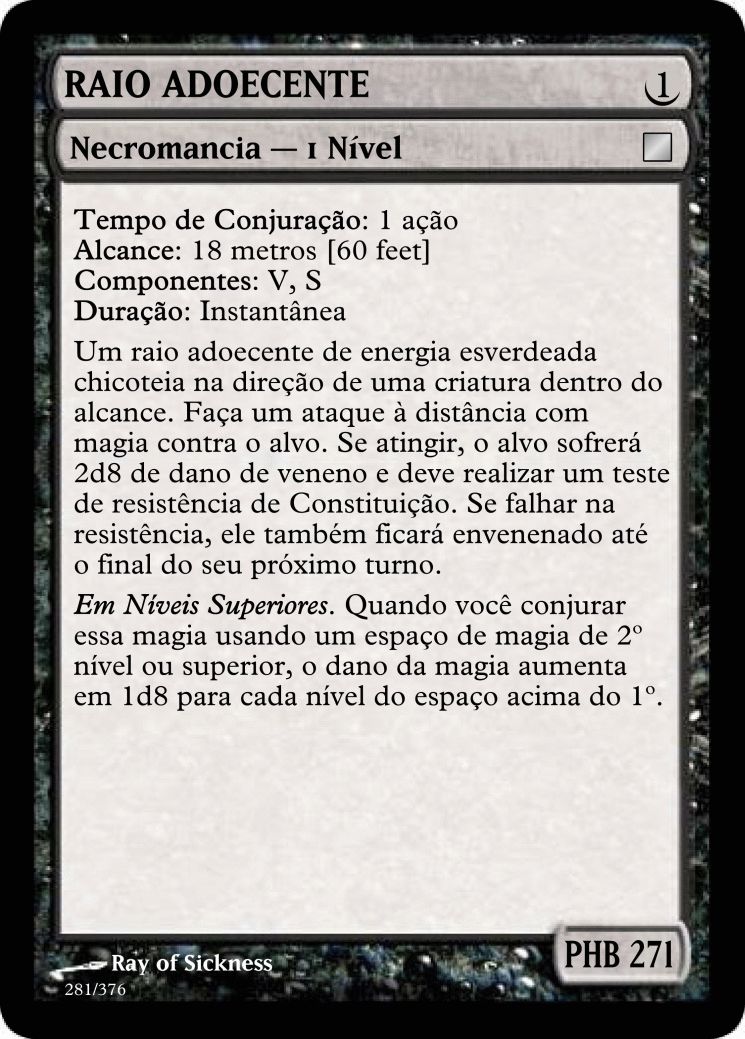 RAIO ADOECENTE 1
Necromancia — 1 Nível
Tempo de Conjuração: 1 ação
Alcance: 18 metros [60 feet]
Componentes: V, S
Duração: Instantânea
Um raio adoecente de energia esverdeada
chicoteia na direção de uma criatura dentro do
alcance. Faça um ataque à distância com
magia contra o alvo. Se atingir, o alvo sofrerá
2d8 de dano de veneno e deve realizar um teste
de resistência de Constituição. Se falhar na
resistência, ele também ficará envenenado até
o final do seu próximo turno.
Em Níveis Superiores. Quando você conjurar
essa magia usando um espaço de magia de 2º
nível ou superior, o dano da magia aumenta
em 1d8 para cada nível do espaço acima do 1º.
PHB 271
Ray of Sickness
281/376